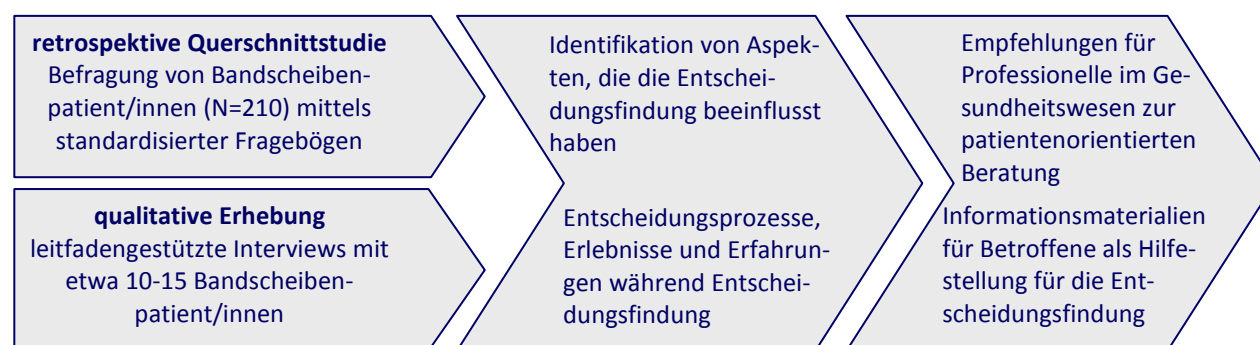 retrospektive Querschnittstudie
Befragung von Bandscheiben-
patient/innen (N=210) mittels
standardisierter Fragebögen
qualitative Erhebung
leitfadengestützte Interviews mit
etwa 10-15 Bandscheiben-
patient/innen
Identifikation von Aspek-
ten, die die Entschei-
dungsfindung beeinflusst
haben
Entscheidungsprozesse,
Erlebnisse und Erfahrun-
gen während Entschei-
dungsfindung
Empfehlungen für
Professionelle im Ge-
sundheitswesen zur
patientenorientierten
Beratung
Informationsmaterialien
für Betroffene als Hilfe-
stellung für die Ent-
scheidungsfindung